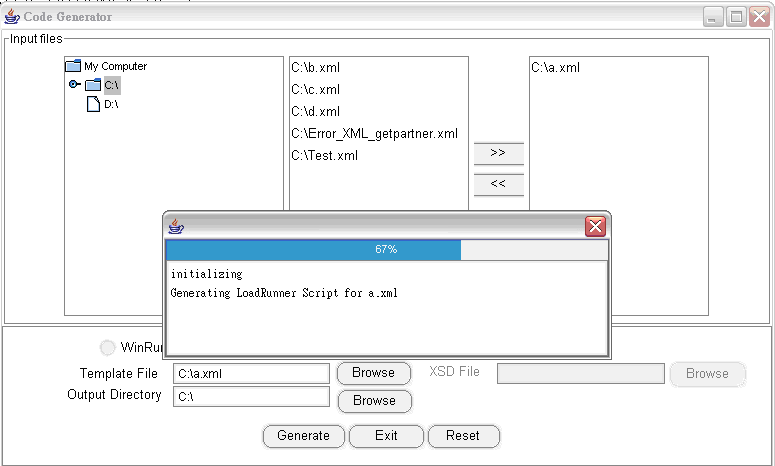 Code Generator
Input files
My Computer
C:\
D:\
C:\b.xml
C:\c.xml
C:\d.xml
C:\Error_XML_getpartner.xml
C:\Test.xml
>>
<<
C:\a.xml
67%
initializing
Generating LoadRunner Script for a.xml
WinRu
Template File
C:\a.xml
Browse
XSD File
Browse
Output Directory
C:\
Browse
Generate
Exit
Reset